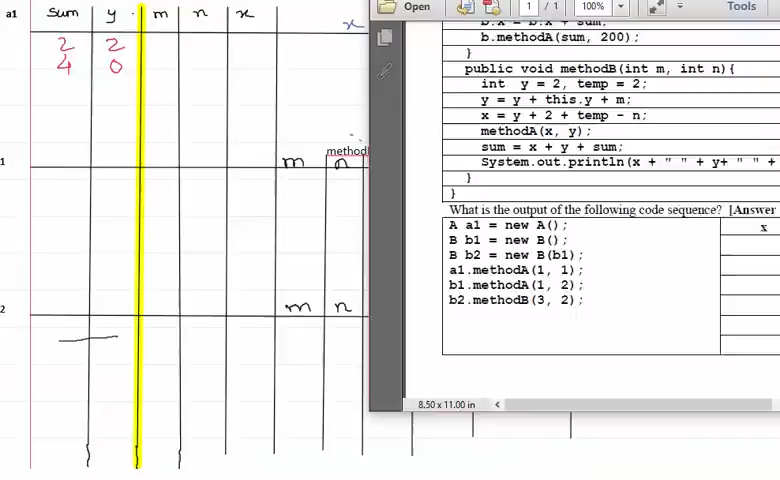 a1 sum y m n x
x
2 2
4 0
1 m n
2 m n
Open 1 / 1 100% Tools
b.x = b.x + sum;
b.methodA(sum, 200);
}
public void methodB(int m, int n){
int y = 2, temp = 2;
y = y + this.y + m;
x = y + 2 + temp - n;
methodA(x, y);
sum = x + y + sum;
System.out.println(x + " " + y+ " " +
}
}
What is the output of the following code sequence? [Answer
A a1 = new A();
B b1 = new B();
B b2 = new B(b1);
a1.methodA(1, 1);
b1.methodA(1, 2);
b2.methodB(3, 2);
x
8.50 x 11.00 in